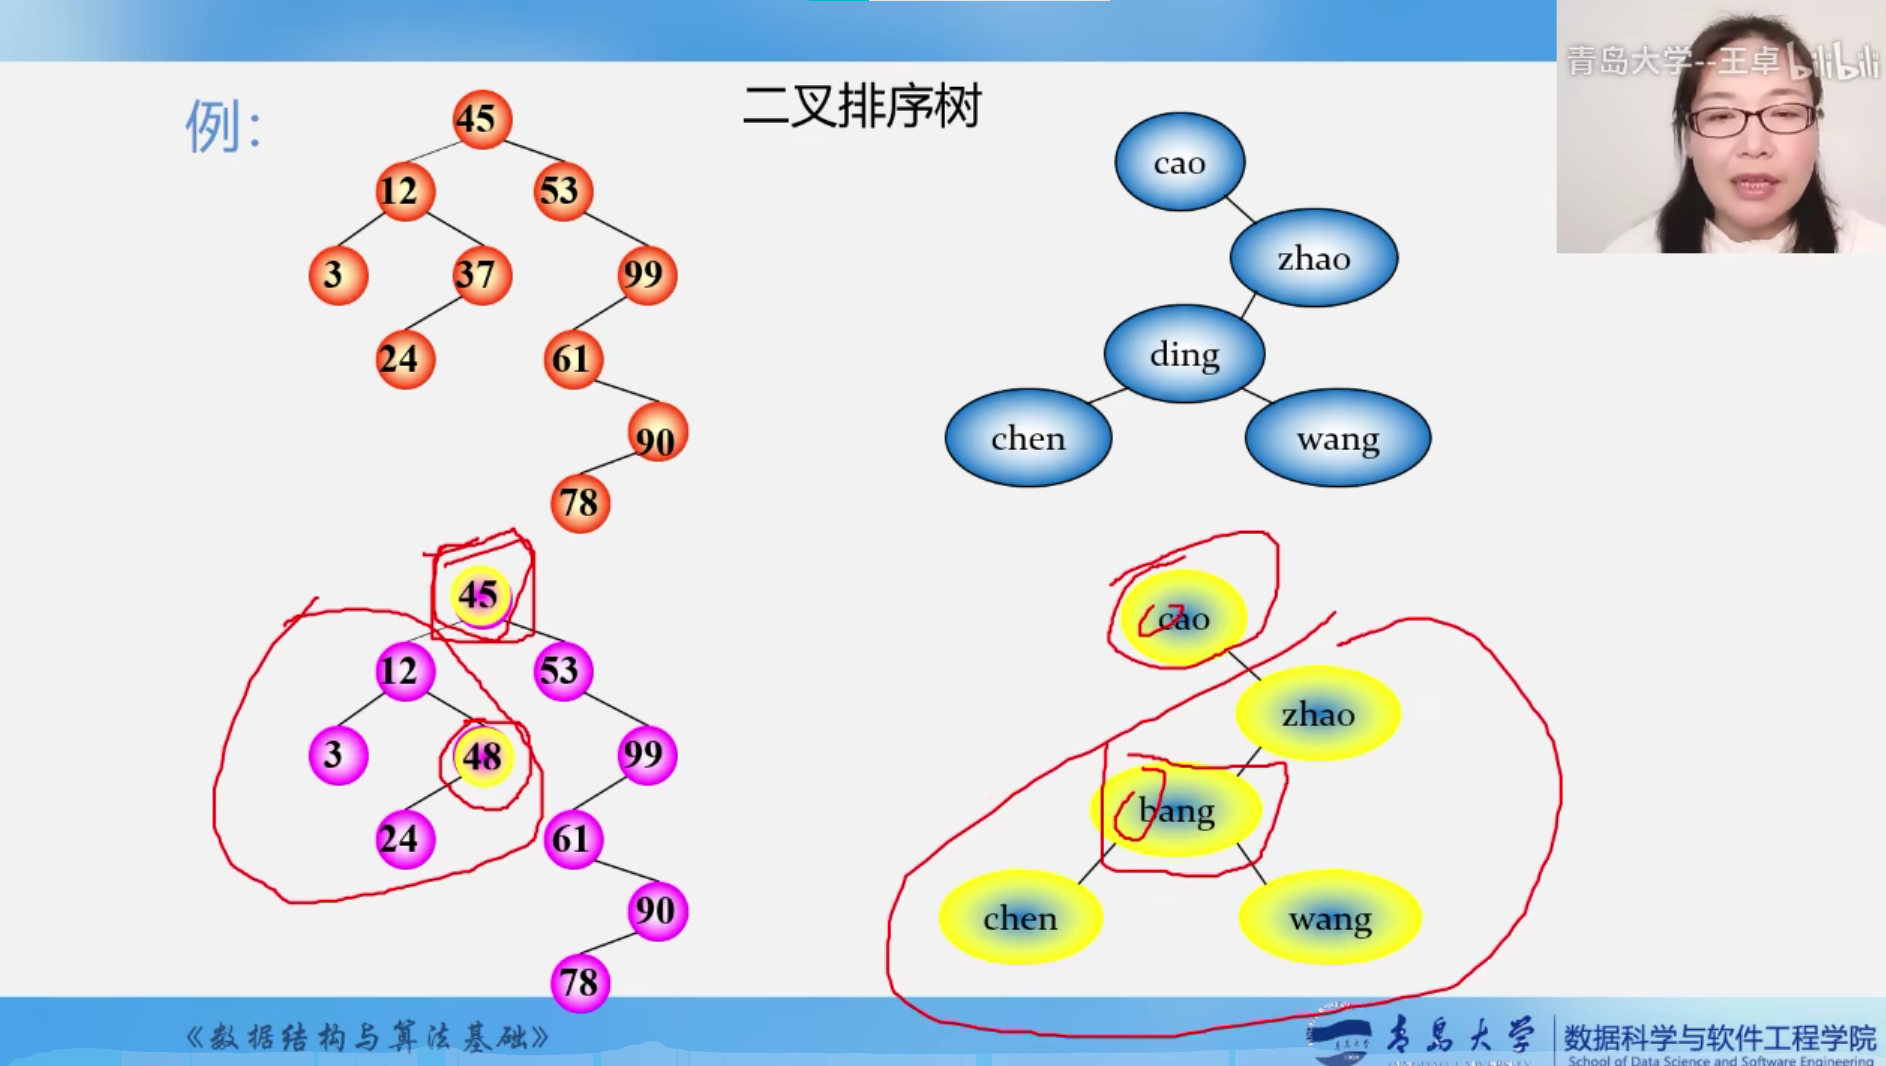 青岛大学--王卓 bilibili
例：
二叉排序树
45
12
53
3
37
99
24
61
90
78
cao
zhao
ding
chen
wang
45
12
53
3
48
99
24
61
90
78
cao
zhao
bang
chen
wang
《数据结构与算法基础》
青岛大学
数据科学与软件工程学院
School of Data Science and Software Engineering